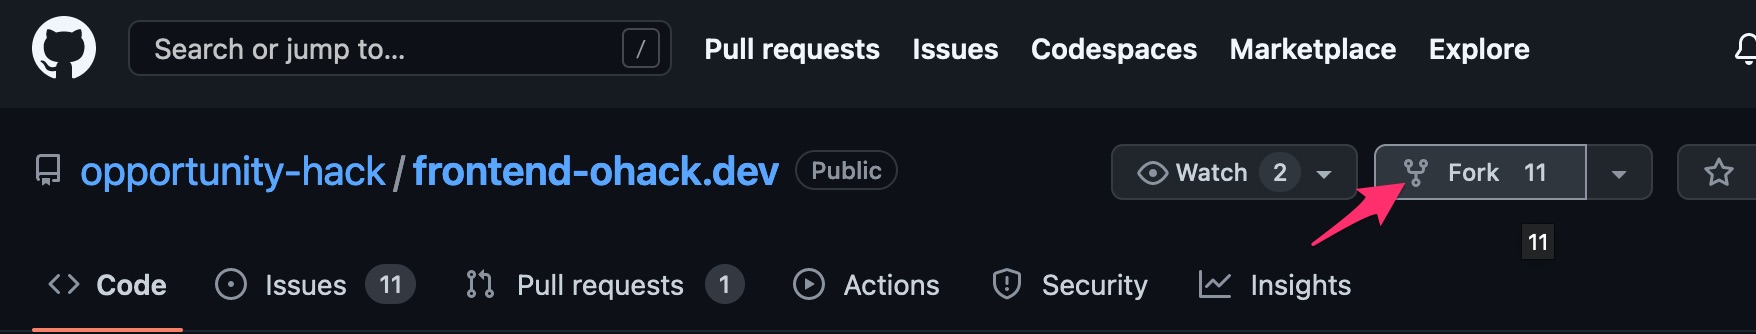 Search or jump to... / Pull requests Issues Codespaces Marketplace Explore
opportunity-hack / frontend-ohack.dev Public Watch 2 Fork 11
11
Code Issues 11 Pull requests 1 Actions Security Insights